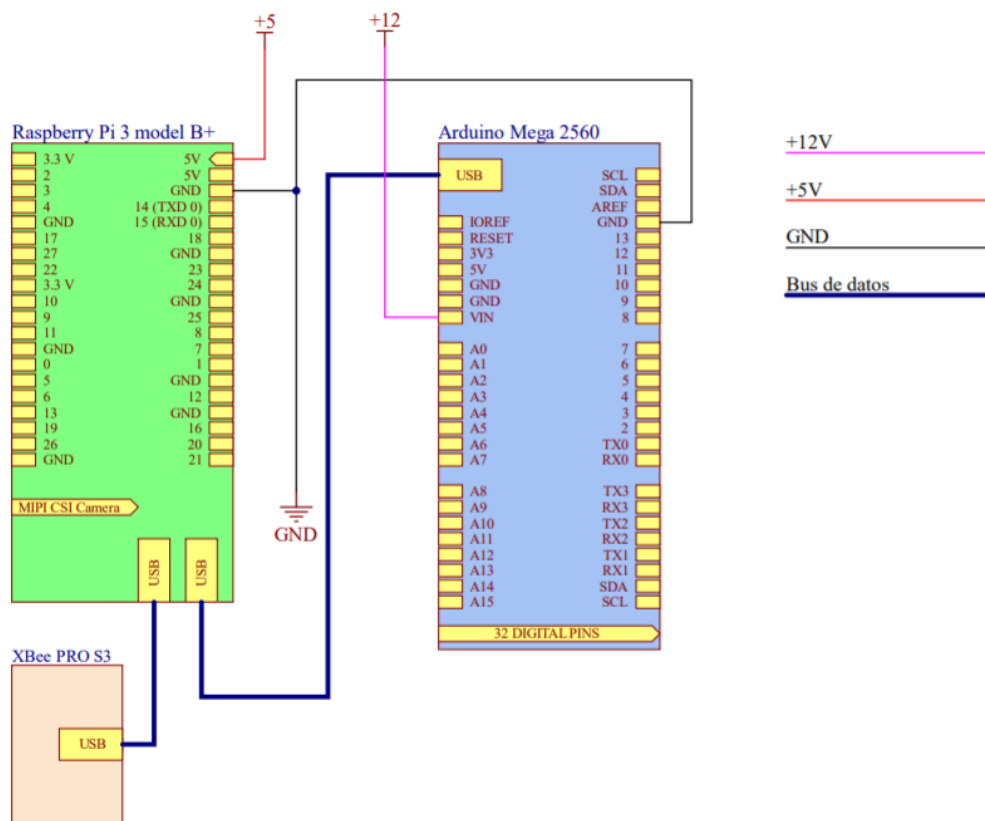 +5
+12
Raspberry Pi 3 model B+
3.3 V
2
3
4
GND
17
27
22
3.3 V
10
9
11
GND
0
5
6
13
19
26
GND
5V
5V
GND
14 (TXD 0)
15 (RXD 0)
18
GND
23
24
GND
25
8
7
1
GND
12
GND
16
20
21
MIPI CSI Camera
USB
USB
GND
XBee PRO S3
USB
Arduino Mega 2560
USB
IOREF
RESET
3V3
5V
GND
GND
VIN
A0
A1
A2
A3
A4
A5
A6
A7
A8
A9
A10
A11
A12
A13
A14
A15
SCL
SDA
AREF
GND
13
12
11
10
9
8
7
6
5
4
3
2
TX0
RX0
TX3
RX3
TX2
RX2
TX1
RX1
SDA
SCL
32 DIGITAL PINS
+12V
+5V
GND
Bus de datos